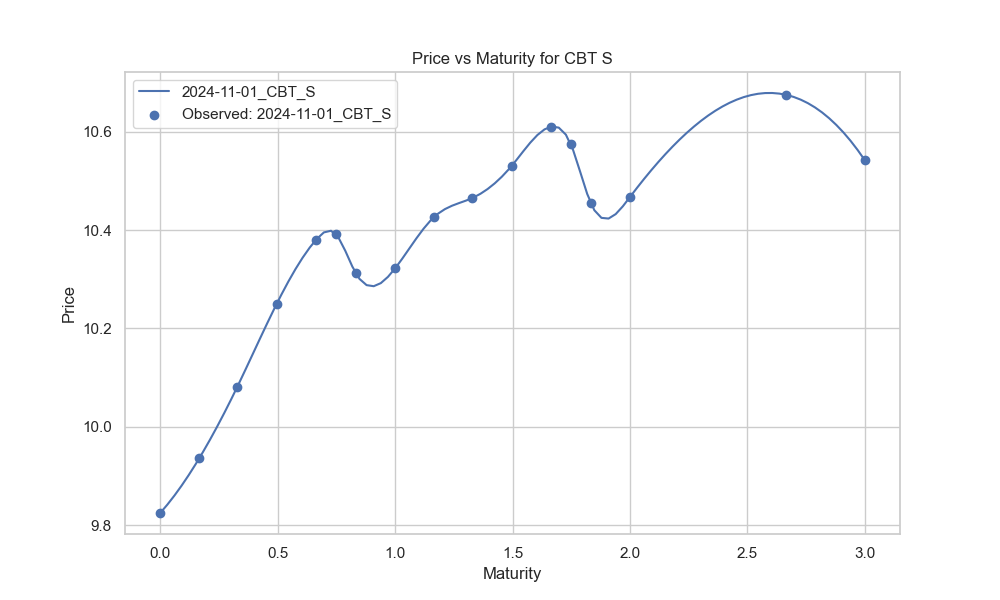 Price vs Maturity for CBT S
2024-11-01_CBT_S
Observed: 2024-11-01_CBT_S
Price
10.6
10.4
10.2
10.0
9.8
0.0
0.5
1.0
1.5
2.0
2.5
3.0
Maturity